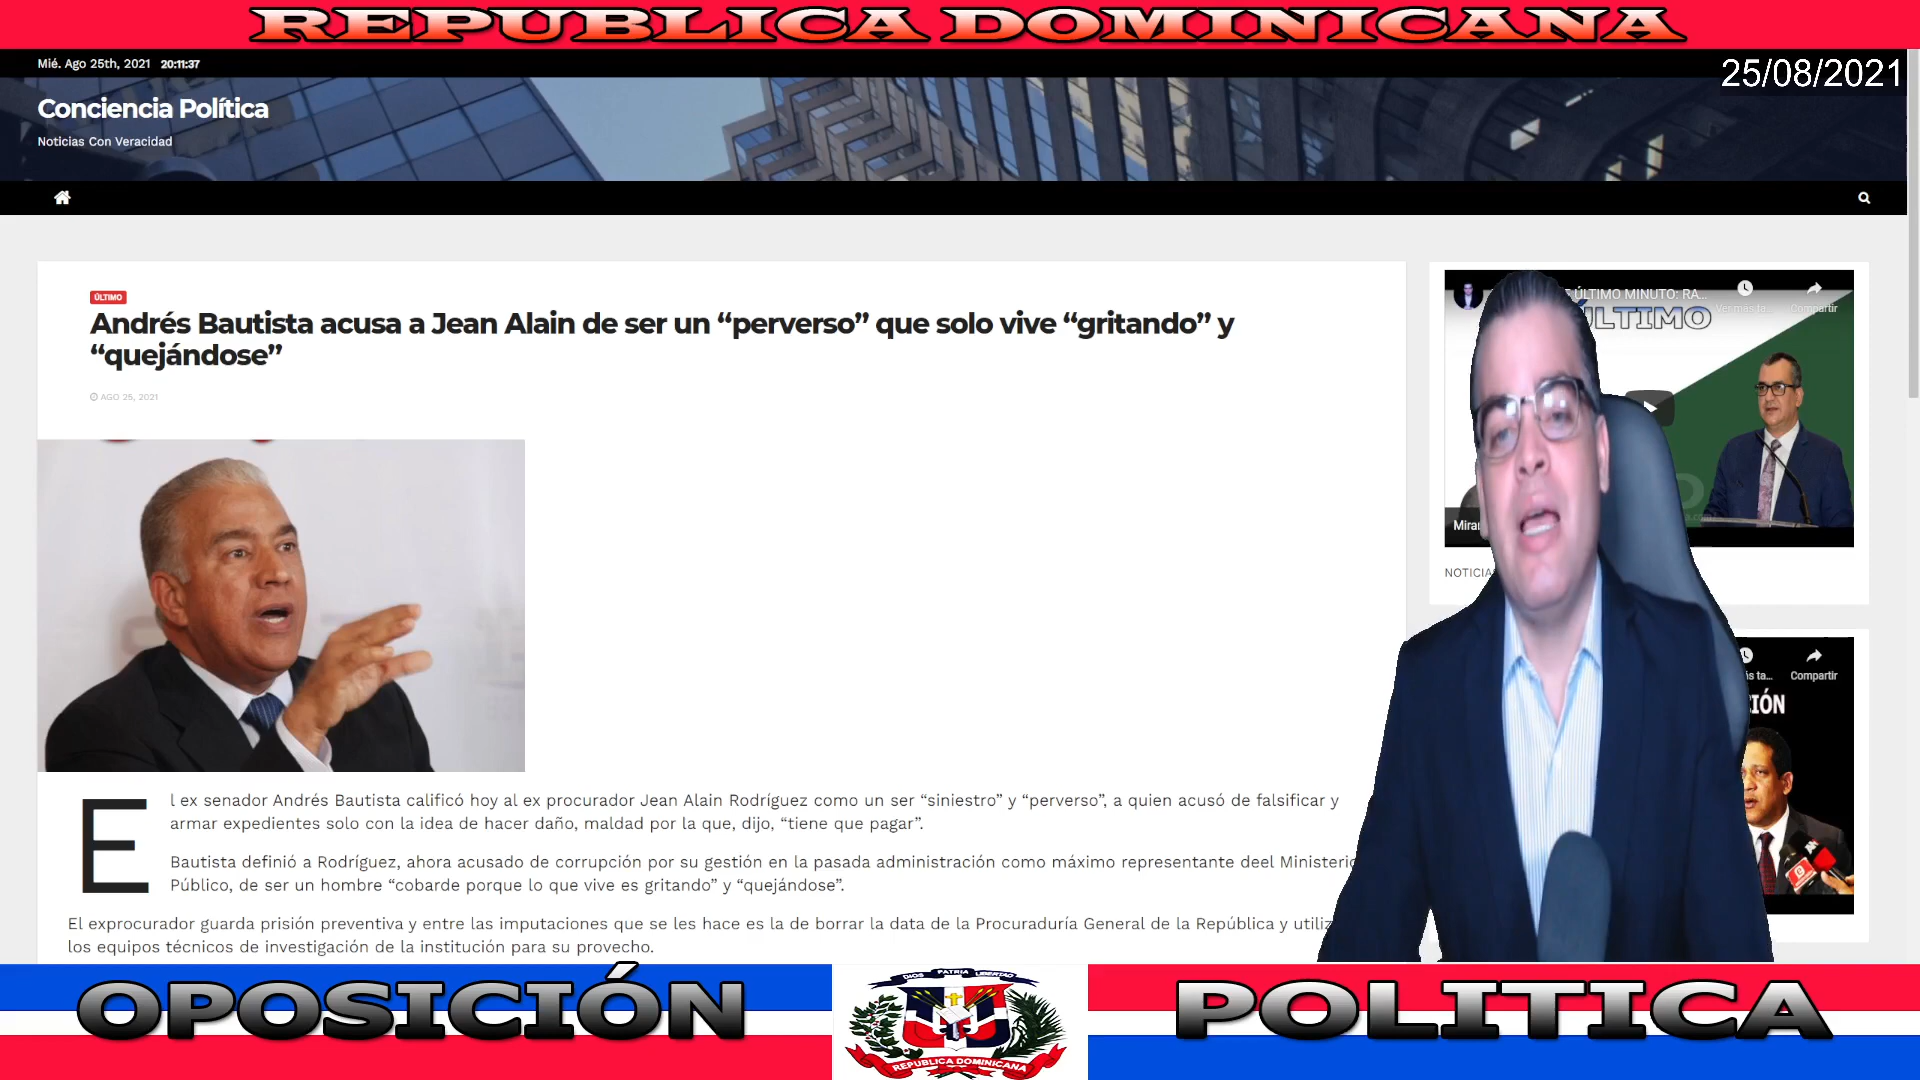 REPUBLICA DOMINICANA
Mié. Ago 25th, 2021 20:11:37
25/08/2021
Conciencia Política
Noticias Con Veracidad
ÚLTIMO
Andrés Bautista acusa a Jean Alain de ser un “perverso” que solo vive “gritando” y
“quejándose”
AGO 25, 2021
ÚLTIMO MINUTO: RA...
Ver más ta...
Compartir
ÚLTIMO
NOTICIA
El ex senador Andrés Bautista calificó hoy al ex procurador Jean Alain Rodríguez como un ser “siniestro” y “perverso”, a quien acusó de falsificar y
armar expedientes solo con la idea de hacer daño, maldad por la que, dijo, “tiene que pagar”.
Bautista definió a Rodríguez, ahora acusado de corrupción por su gestión en la pasada administración como máximo representante deel Ministerio
Público, de ser un hombre “cobarde porque lo que vive es gritando” y “quejándose”.
El exprocurador guarda prisión preventiva y entre las imputaciones que se les hace es la de borrar la data de la Procuraduría General de la República y utiliz
los equipos técnicos de investigación de la institución para su provecho.
ás ta...
Compartir
CIÓN
OPOSICIÓN
DIOS PATRIA LIBERTAD
REPUBLICA DOMINICANA
POLITICA